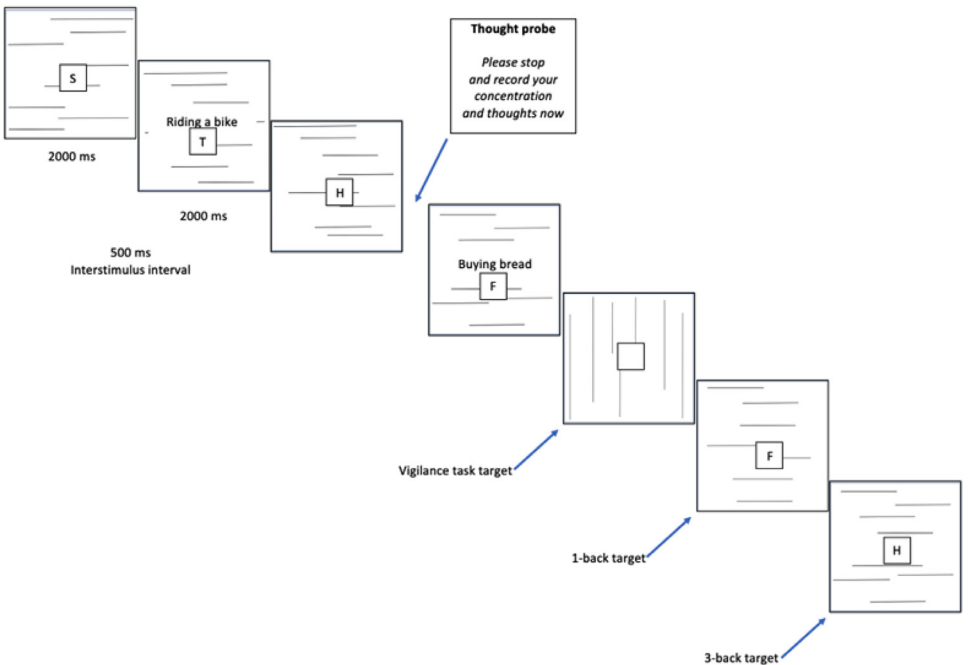 S
2000 ms
Riding a bike
T
2000 ms
500 ms
Interstimulus interval
H
Thought probe
Please stop
and record your
concentration
and thoughts now
Buying bread
F
Vigilance task target
F
1-back target
H
3-back target